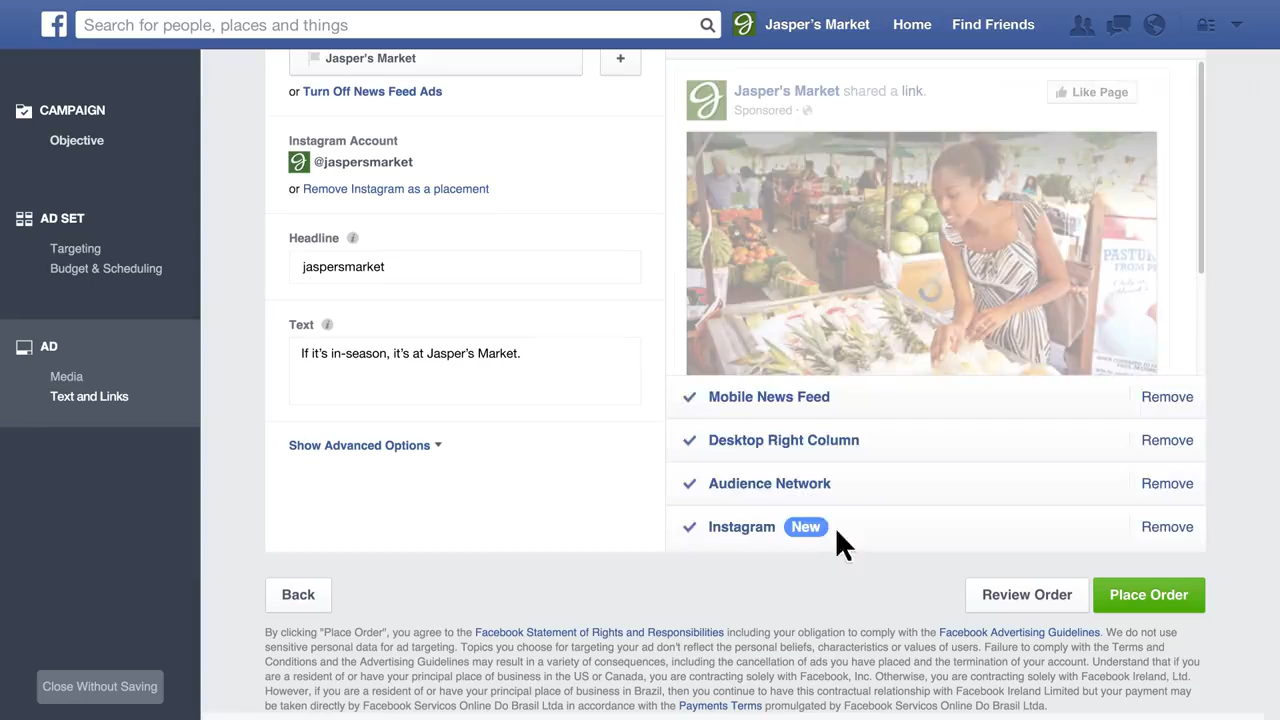 Search for people, places and things
Jasper's Market
Home
Find Friends
CAMPAIGN
Objective
AD SET
Targeting
Budget & Scheduling
AD
Media
Text and Links
Close Without Saving
Jasper's Market
+
or Turn Off News Feed Ads
Instagram Account
@jaspersmarket
or Remove Instagram as a placement
Headline
jaspersmarket
Text
If it's in-season, it's at Jasper's Market.
Show Advanced Options
Jasper's Market shared a link.
Sponsored ·
Like Page
Mobile News Feed Remove
Desktop Right Column Remove
Audience Network Remove
Instagram New Remove
Back
Review Order
Place Order
By clicking "Place Order", you agree to the Facebook Statement of Rights and Responsibilities including your obligation to comply with the Facebook Advertising Guidelines. We do not use
sensitive personal data for ad targeting. Topics you choose for targeting your ad don't reflect the personal beliefs, characteristics or values of users. Failure to comply with the Terms and
Conditions and the Advertising Guidelines may result in a variety of consequences, including the cancellation of ads you have placed and the termination of your account. Understand that if you
are a resident of or have your principal place of business in the US or Canada, you are contracting solely with Facebook, Inc. Otherwise, you are contracting solely with Facebook Ireland, Ltd.
However, if you are a resident of or have your principal place of business in Brazil, then you continue to have this contractual relationship with Facebook Ireland Limited but your payment may
be taken directly by Facebook Servicos Online Do Brasil Ltda in accordance with the Payments Terms promulgated by Facebook Servicos Online Do Brasil Ltda.